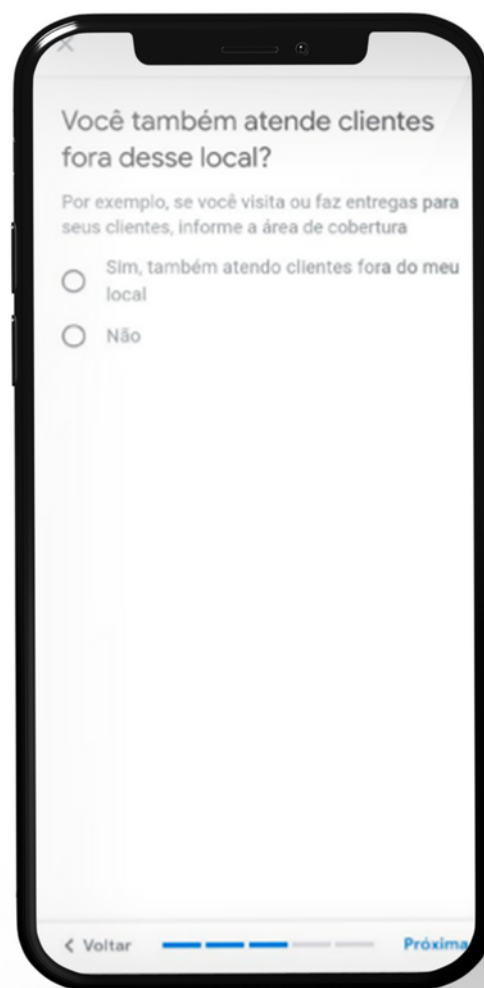 Você também atende clientes
fora desse local?
Por exemplo, se você visita ou faz entregas para
seus clientes, informe a área de cobertura
Sim, também atendo clientes fora do meu
local
Não
Voltar
Próxima